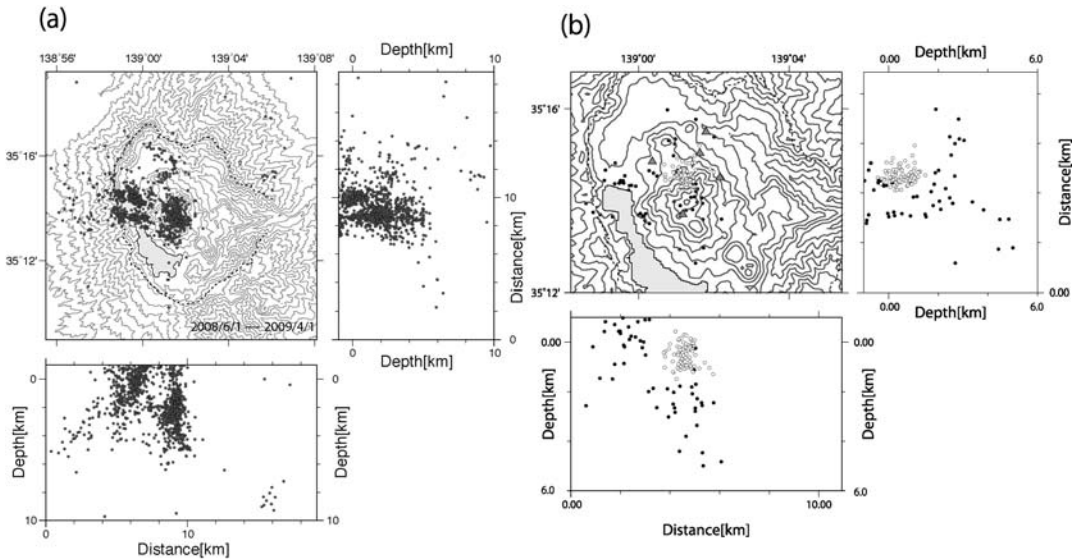 (a)
138°56'
139°00'
139°04'
139°08'
Depth[km]
0
10
35°16'
35°12'
2008/6/1 — 2009/4/1
10
0
Distance[km]
0
10
Depth[km]
0
10
Depth[km]
0
10
Depth[km]
0
10
Distance[km]
(b)
139°00'
139°04'
Depth[km]
0.00
6.0
35°16'
35°12'
0.00
Distance[km]
0.00
6.0
Depth[km]
0.00
6.0
Depth[km]
0.00
6.0
Depth[km]
0.00
10.00
Distance[km]